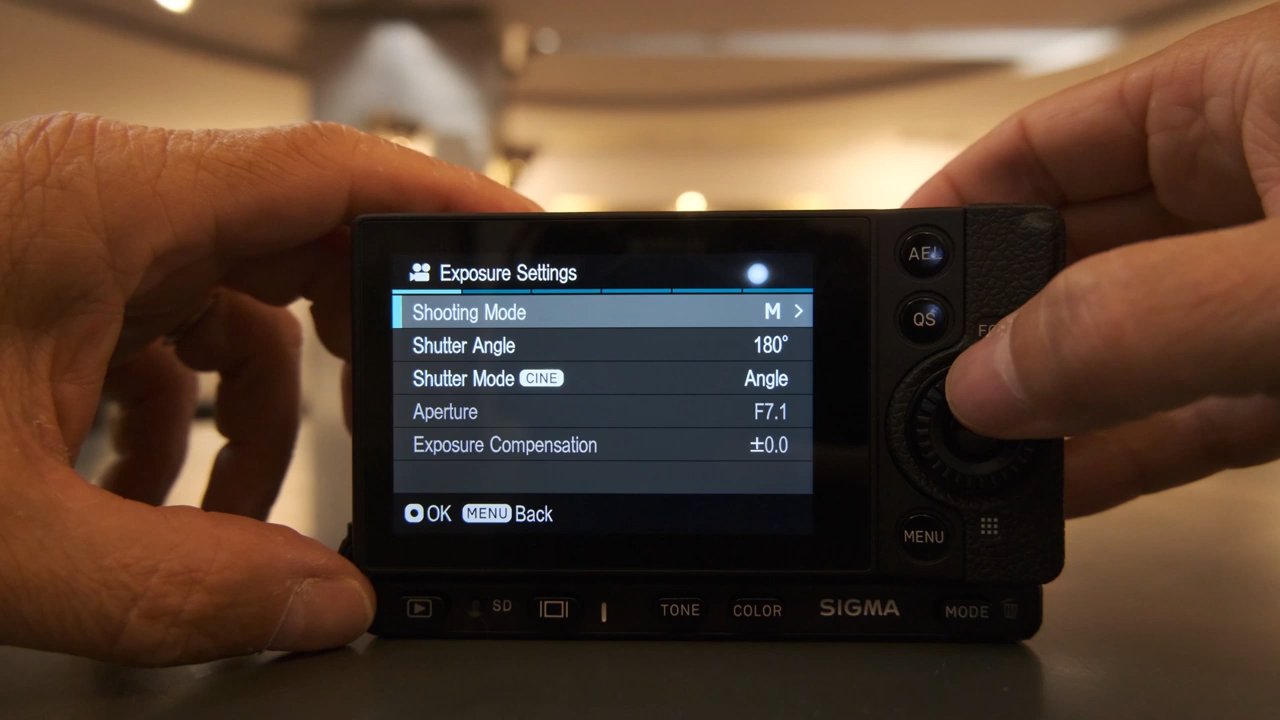 Exposure Settings
Shooting Mode M >
Shutter Angle 180°
Shutter Mode CINE Angle
Aperture F7.1
Exposure Compensation ±0.0
OK MENU Back
AEL
QS
MENU
SD TONE COLOR SIGMA MODE